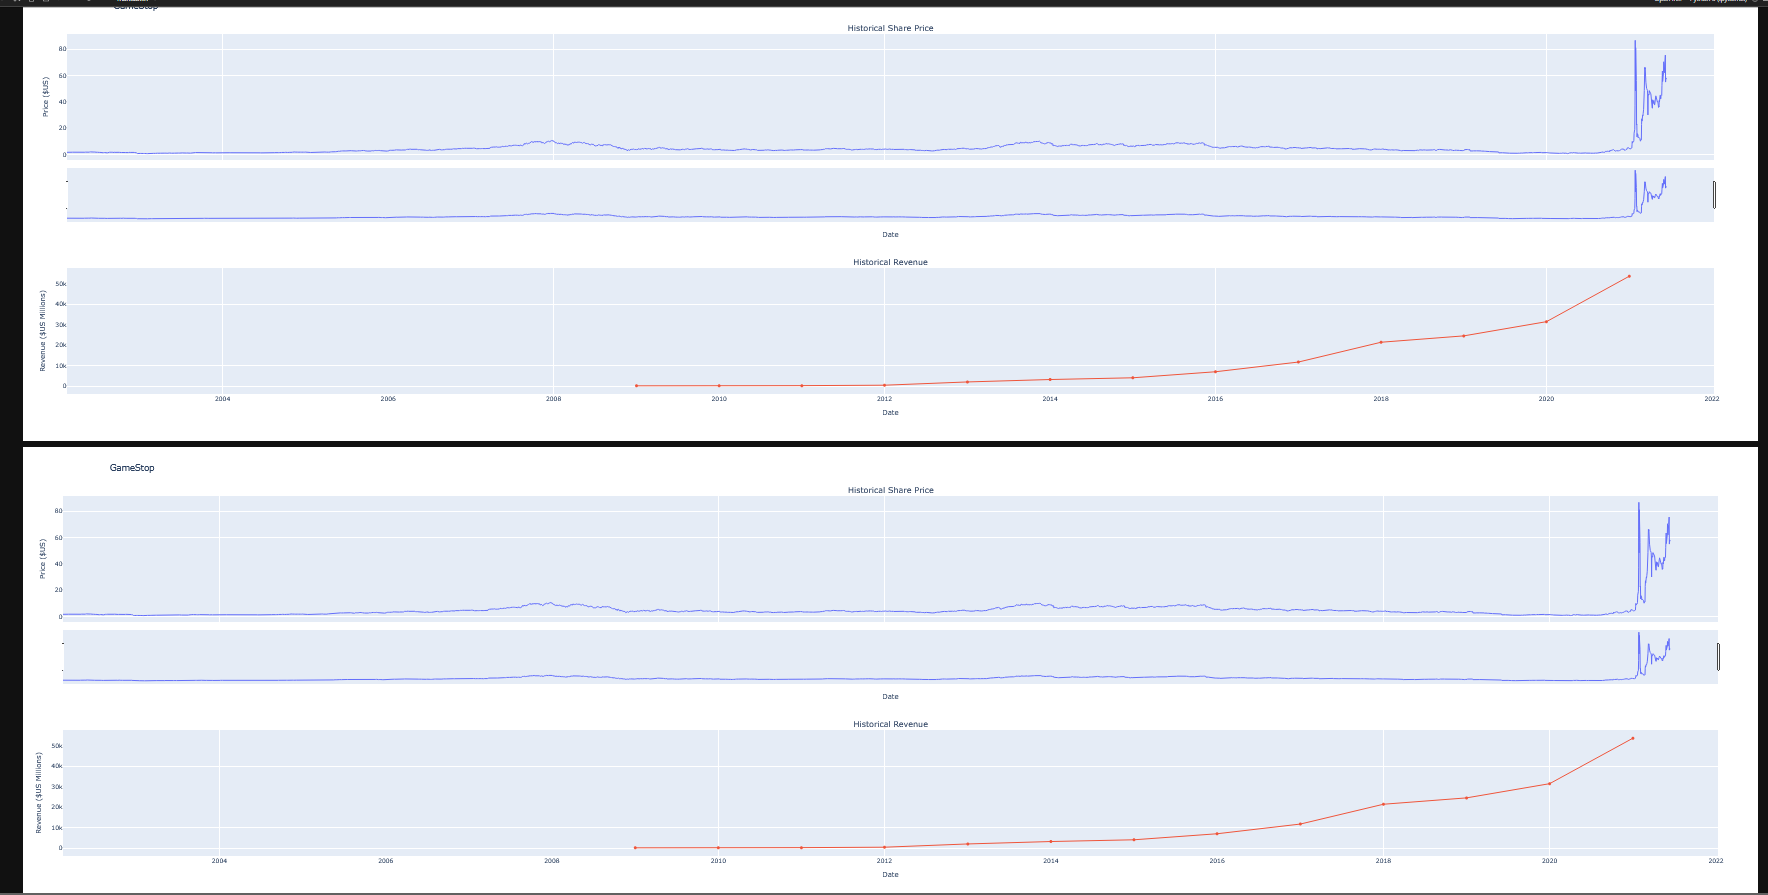 GameStop
Historical Share Price
80
60
40
20
0
Price ($US)
Date
Historical Revenue
50k
40k
30k
20k
10k
0
Revenue ($US Millions)
2004 2006 2008 2010 2012 2014 2016 2018 2020 2022
Date
GameStop
Historical Share Price
80
60
40
20
0
Price ($US)
Date
Historical Revenue
50k
40k
30k
20k
10k
0
Revenue ($US Millions)
2004 2006 2008 2010 2012 2014 2016 2018 2020 2022
Date